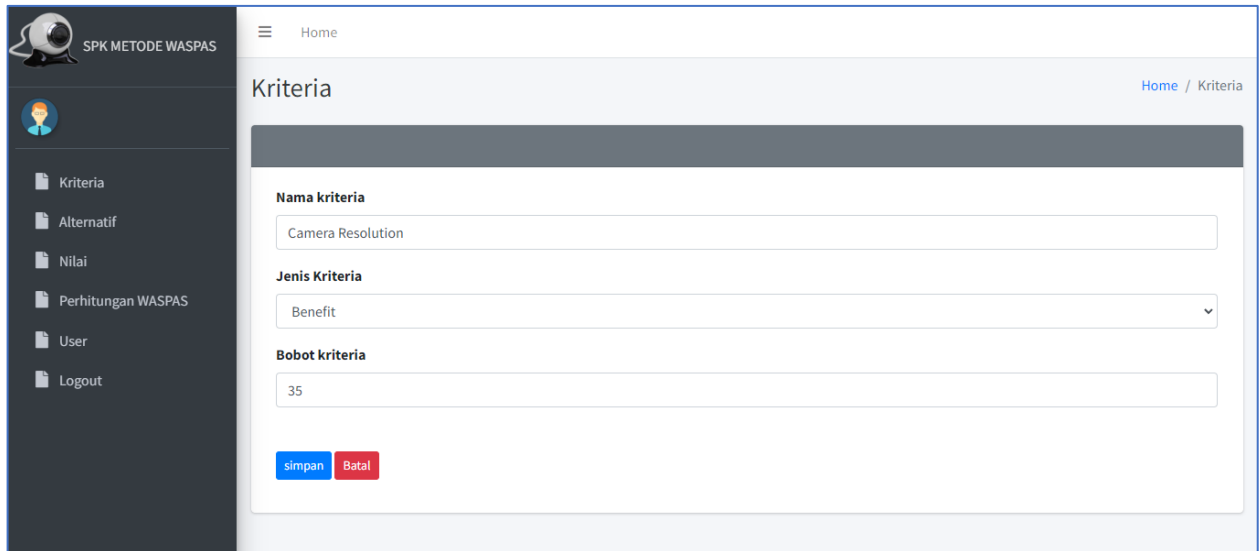 SPK METODE WASPAS
Home
Kriteria
Home / Kriteria
Kriteria
Alternatif
Nilai
Perhitungan WASPAS
User
Logout
Nama kriteria
Camera Resolution
Jenis Kriteria
Benefit
Bobot kriteria
35
simpan Batal